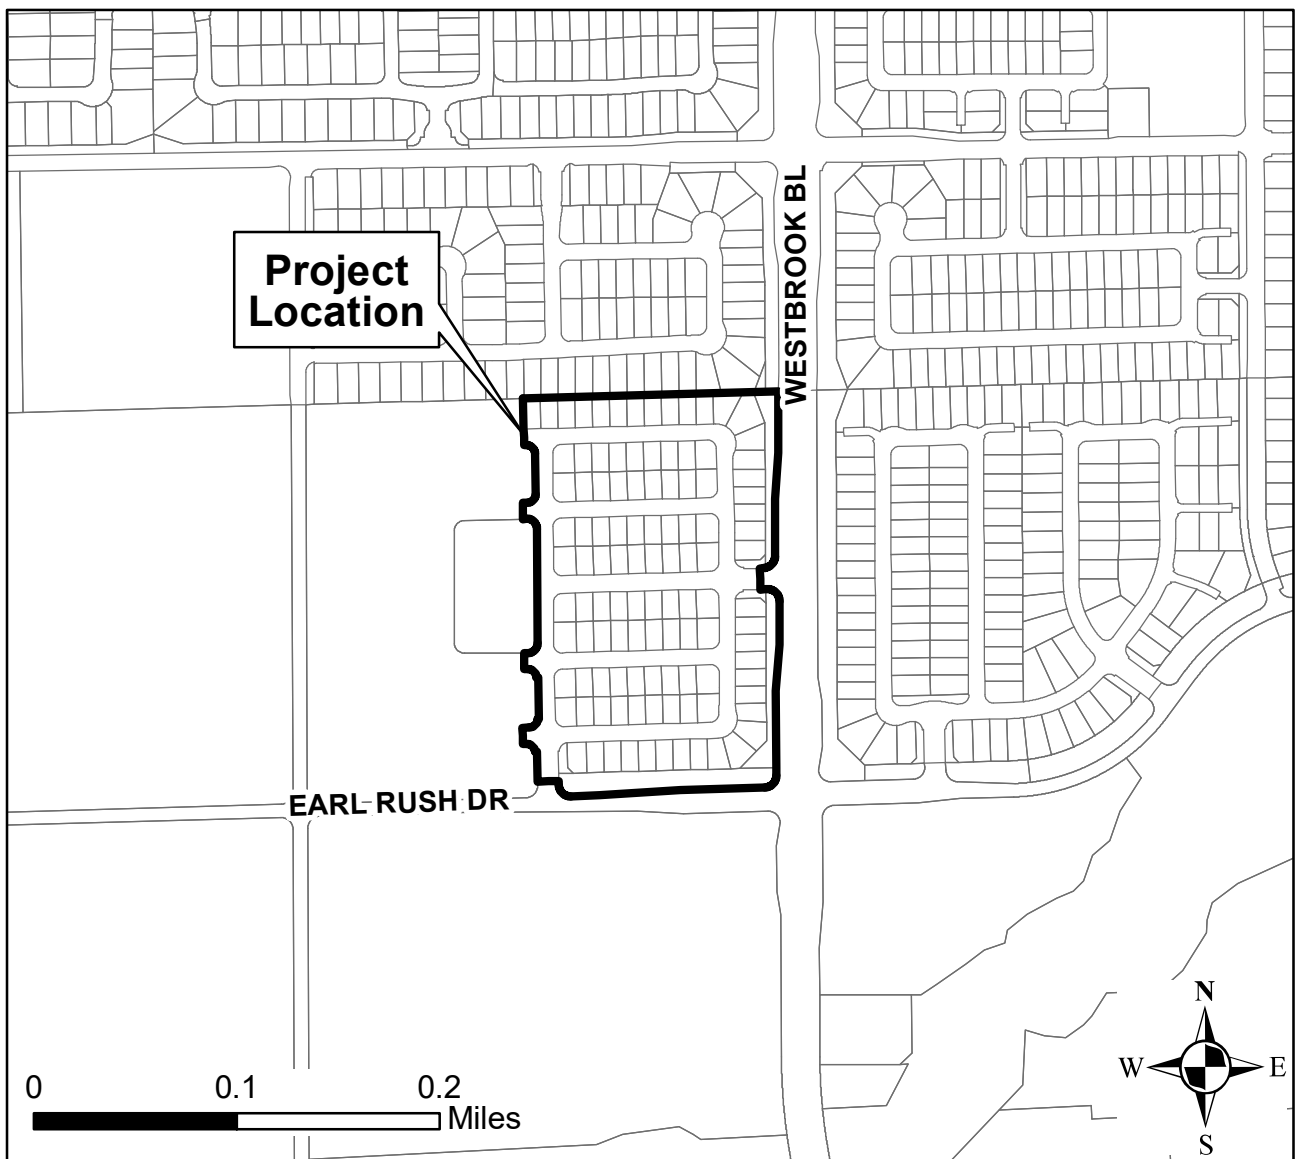 WESTBROOK BL
Project
Location
EARL RUSH DR
N
W
E
S
0 0.1 0.2
Miles